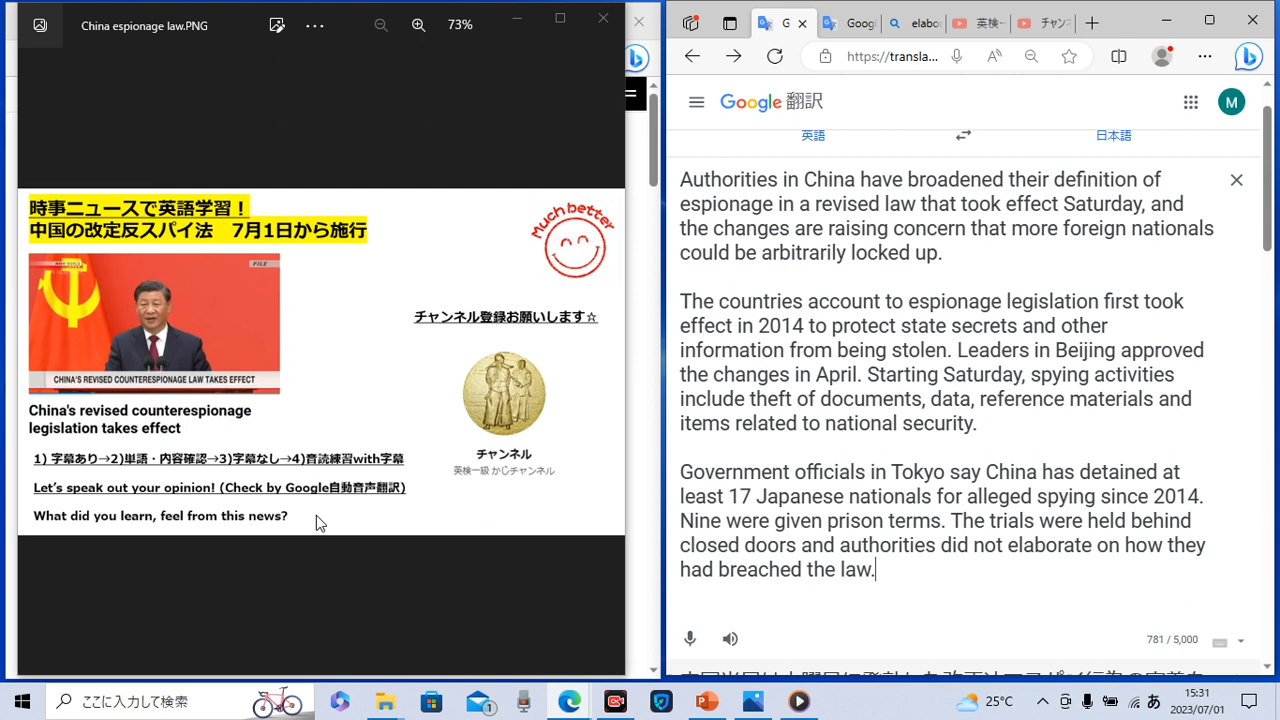 China espionage law.PNG
73%
時事ニュースで英語学習！
中国の改定反スパイ法　7月1日から施行
Much better
FILE
CHINA'S REVISED COUNTERESPIONAGE LAW TAKES EFFECT
China's revised counterespionage
legislation takes effect
チャンネル登録お願いします☆
チャンネル
英検一級 かじチャンネル
1) 字幕あり→2)単語・内容確認→3)字幕なし→4)音読練習with字幕
Let's speak out your opinion! (Check by Google自動音声翻訳)
What did you learn, feel from this news?
G
Googl
elabo
英検一
チャンネ
https://transla...
Google 翻訳
M
英語
日本語
Authorities in China have broadened their definition of
espionage in a revised law that took effect Saturday, and
the changes are raising concern that more foreign nationals
could be arbitrarily locked up.
The countries account to espionage legislation first took
effect in 2014 to protect state secrets and other
information from being stolen. Leaders in Beijing approved
the changes in April. Starting Saturday, spying activities
include theft of documents, data, reference materials and
items related to national security.
Government officials in Tokyo say China has detained at
least 17 Japanese nationals for alleged spying since 2014.
Nine were given prison terms. The trials were held behind
closed doors and authorities did not elaborate on how they
had breached the law.
781 / 5,000
ここに入力して検索
1
25°C
あ
15:31
2023/07/01